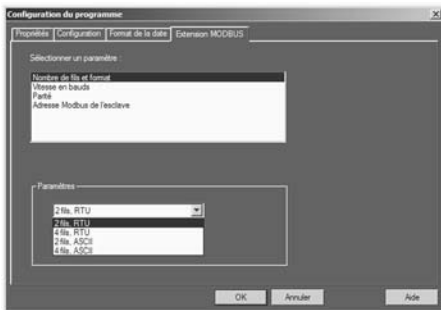 Configuration du programme
Propriétés Configuration Format de la date Extension MODBUS
Sélectionner un paramètre :
Nombre de fils et format
Vitesse en bauds
Parité
Adresse Modbus de l'esclave
Paramètres
2 fils, RTU
2 fils, RTU
4 fils, RTU
2 fils, ASCII
4 fils, ASCII
OK Annuler Aide